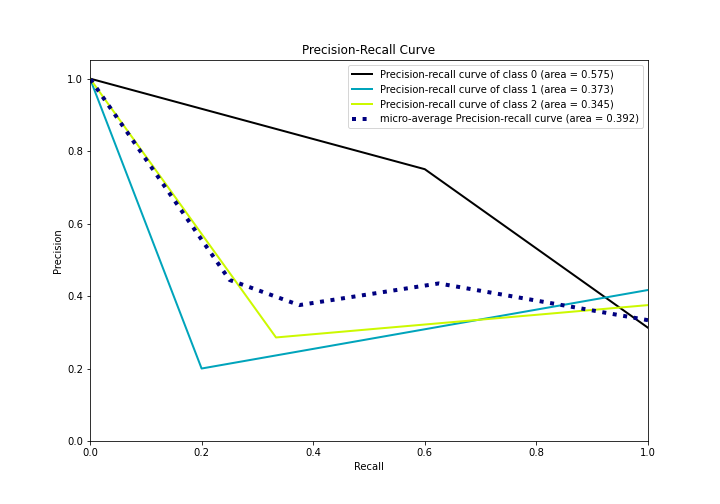 Precision-Recall Curve
Precision-recall curve of class 0 (area = 0.575)
Precision-recall curve of class 1 (area = 0.373)
Precision-recall curve of class 2 (area = 0.345)
micro-average Precision-recall curve (area = 0.392)
1.0
0.8
0.6
0.4
0.2
0.0
Precision
0.0 0.2 0.4 0.6 0.8 1.0
Recall